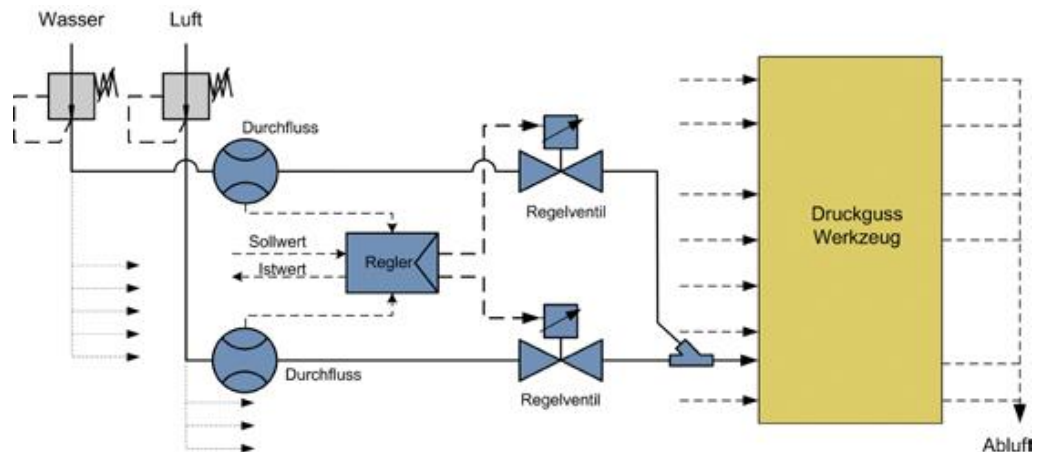 Wasser
Luft
Durchfluss
Regelventil
Sollwert
Istwert
Regler
Druckguss
Werkzeug
Durchfluss
Regelventil
Abluft